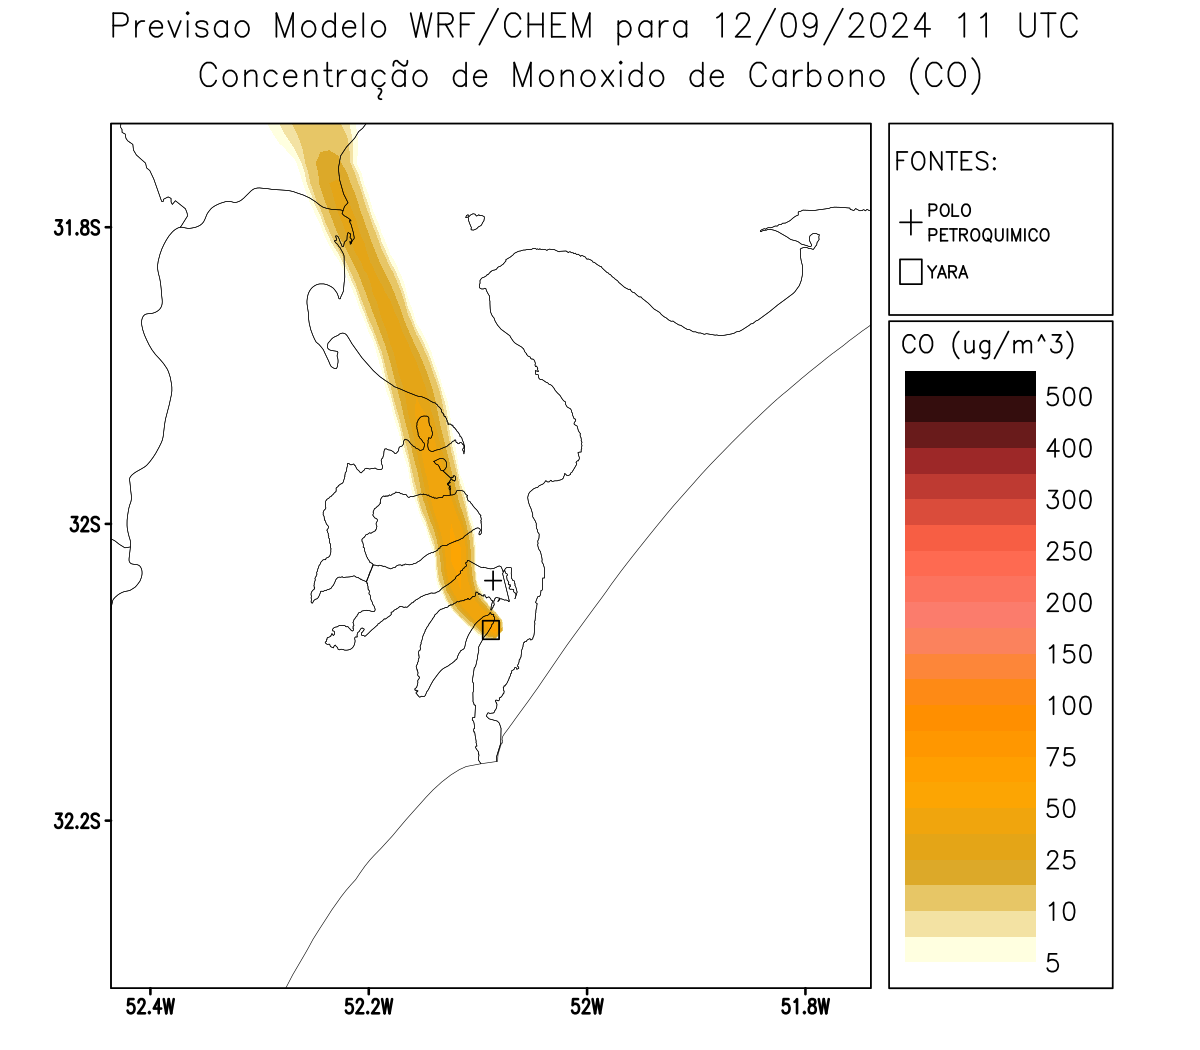 Previsao Modelo WRF/CHEM para 12/09/2024 11 UTC
Concentração de Monoxido de Carbono (CO)
FONTES:
POLO
PETROQUIMICO
YARA
CO (ug/m^3)
500
400
300
250
200
150
100
75
50
25
10
5
31.8S
32S
32.2S
52.4W
52.2W
52W
51.8W